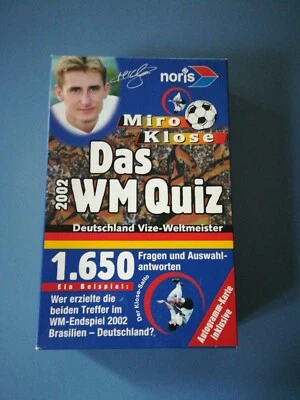 noris
Miro
Klose
2002
Das
WM Quiz
Deutschland Vize-Weltmeister
1.650 Fragen und Auswahl-
antworten
Ein Beispiel:
Wer erzielte die
beiden Treffer im
WM-Endspiel 2002
Brasilien – Deutschland?
Der Klose-Salto
Autogramm-Karte
inklusive